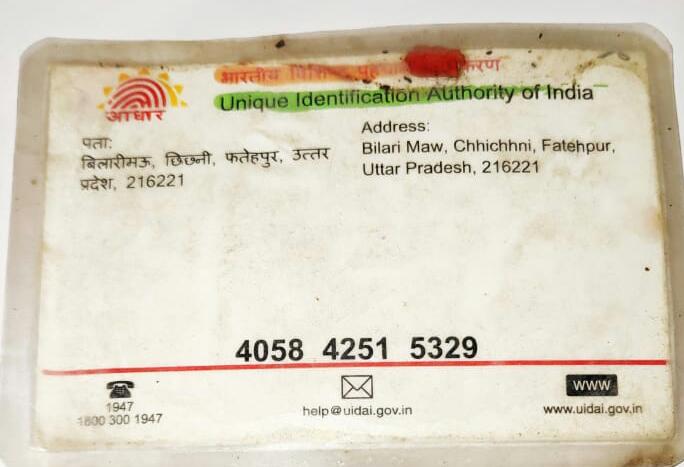 आधार
भारतीय
Unique Identification Authority of India
पता:
बिलारीमऊ, छिछनी, फतेहपुर, उत्तर
प्रदेश, 216221
Address:
Bilari Maw, Chhichhni, Fatehpur,
Uttar Pradesh, 216221
4058 4251 5329
1947
1800 300 1947
help@uidai.gov.in
www
www.uidai.gov.in